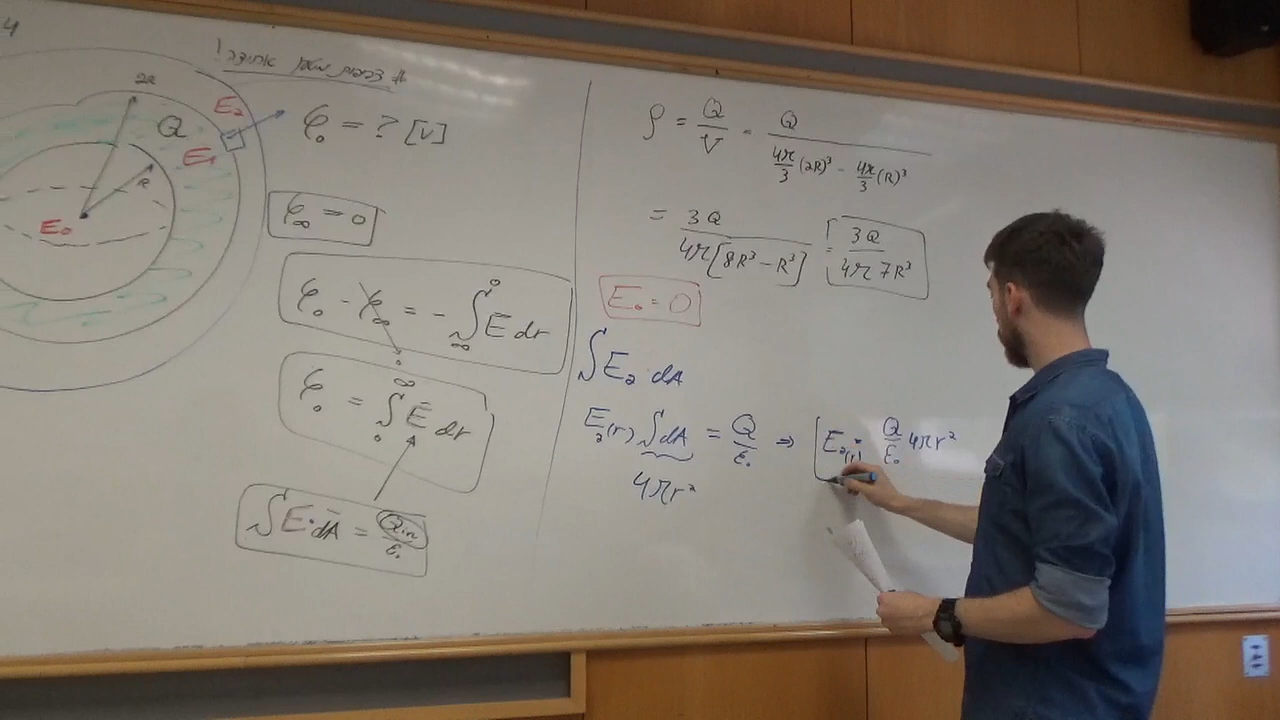 4
2R
R
Q
E₂
E₁
E₀
φ₀ = ? [V]
φ∞ = 0
φ₀ - φ∞ = - ∫∞⁰ E dr
φ₀ = ∫₀^∞ E dr
∫ E · dA = Qin/ε₀
ρ = Q/V = Q / (4π/3 (2R)³ - 4π/3 (R)³)
= 3Q / 4π[8R³ - R³] = 3Q / 4π 7R³
E₀ = 0
∫ E₂ dA
E₂(r) ∫ dA = Q/ε₀ ⇒ E₂(r) = Q/ε₀ 4πr²
4πr²